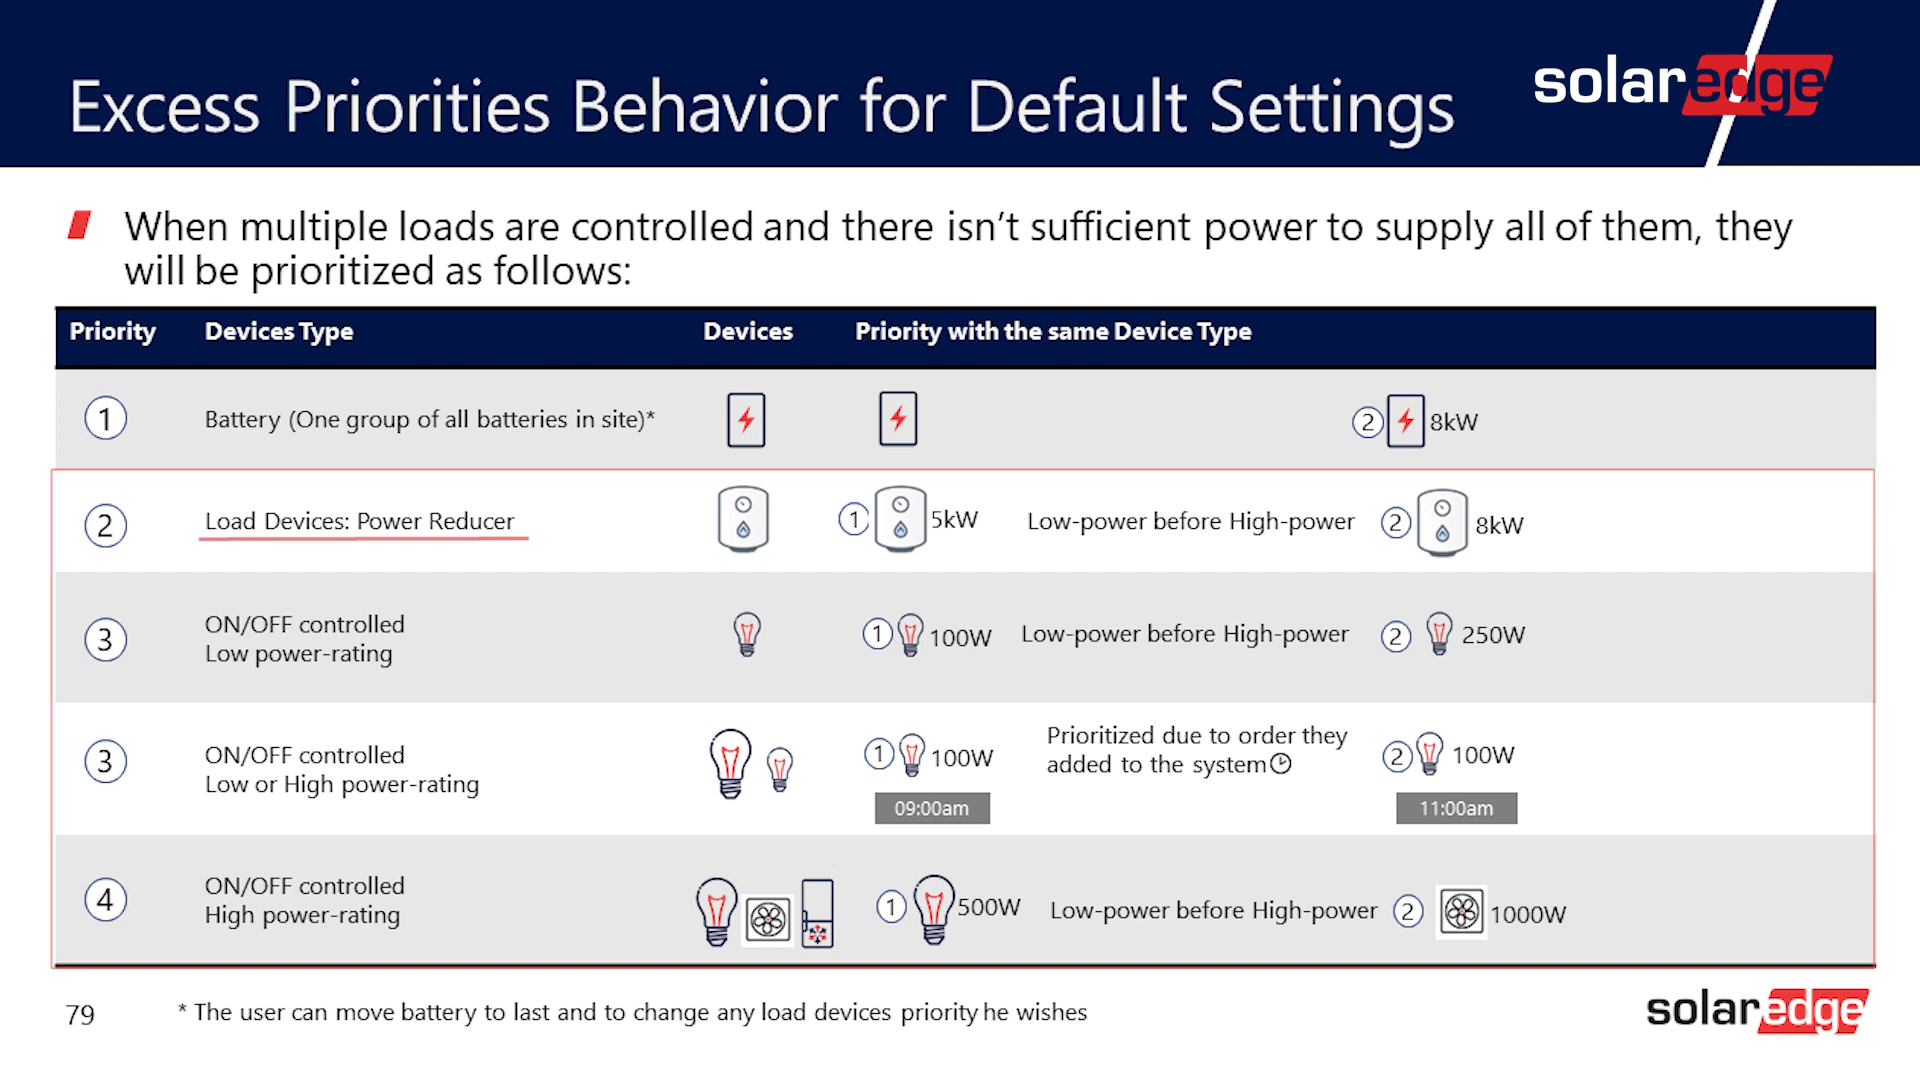 Excess Priorities Behavior for Default Settings
solaredge
When multiple loads are controlled and there isn't sufficient power to supply all of them, they
will be prioritized as follows:
Priority Devices Type Devices Priority with the same Device Type
1 Battery (One group of all batteries in site)* 2 8kW
2 Load Devices: Power Reducer 1 5kW Low-power before High-power 2 8kW
3 ON/OFF controlled
Low power-rating 1 100W Low-power before High-power 2 250W
3 ON/OFF controlled
Low or High power-rating 1 100W Prioritized due to order they
added to the system 2 100W
09:00am 11:00am
4 ON/OFF controlled
High power-rating 1 500W Low-power before High-power 2 1000W
79 * The user can move battery to last and to change any load devices priority he wishes
solaredge